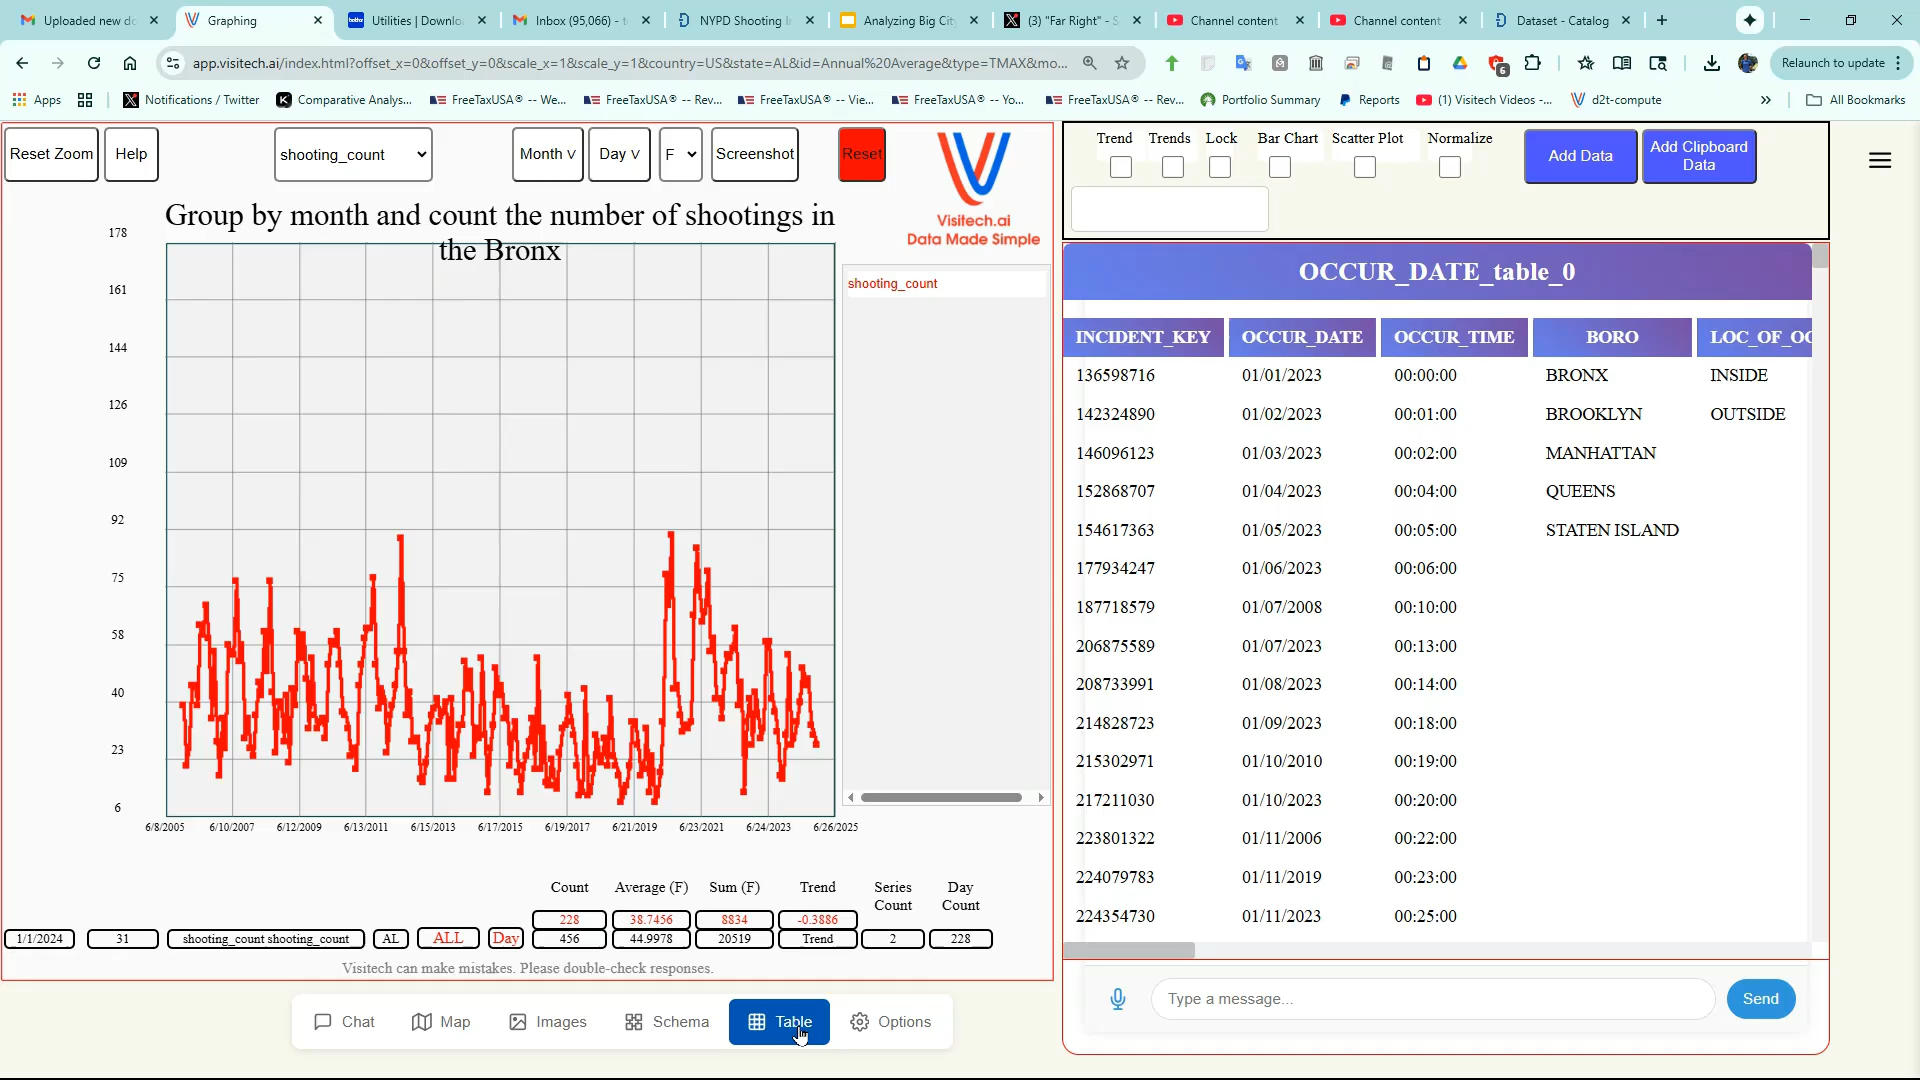 Uploaded new d
Graphing
Utilities | Downlo
Inbox (95,066) - t
NYPD Shooting I
Analyzing Big Cit
(3) "Far Right" - S
Channel content
Channel content
Dataset - Catalog
app.visitech.ai/index.html?offset_x=0&offset_y=0&scale_x=1&scale_y=1&country=US&state=AL&id=Annual%20Average&type=TMAX&mo...
6
Relaunch to update
Apps
Notifications / Twitter
Comparative Analys...
FreeTaxUSA® -- We...
FreeTaxUSA® -- Rev...
FreeTaxUSA® -- Vie...
FreeTaxUSA® -- Yo...
FreeTaxUSA® -- Rev...
Portfolio Summary
Reports
(1) Visitech Videos -...
d2t-compute
»
All Bookmarks
Reset Zoom
Help
shooting_count
Month ˅
Day ˅
F
Screenshot
Reset
Visitech.ai
Data Made Simple
Group by month and count the number of shootings in
the Bronx
178
161
144
126
109
92
75
58
40
23
6
6/8/2005 6/10/2007 6/12/2009 6/13/2011 6/15/2013 6/17/2015 6/19/2017 6/21/2019 6/23/2021 6/24/2023 6/26/2025
shooting_count
Count Average (F) Sum (F) Trend Series Count Day Count
228 38.7456 8834 -0.3886
1/1/2024 31 shooting_count shooting_count AL ALL Day 456 44.9978 20519 Trend 2 228
Visitech can make mistakes. Please double-check responses.
Chat
Map
Images
Schema
Table
Options
Trend Trends Lock Bar Chart Scatter Plot Normalize
Add Data
Add Clipboard
Data
OCCUR_DATE_table_0
INCIDENT_KEY OCCUR_DATE OCCUR_TIME BORO LOC_OF_OC
136598716 01/01/2023 00:00:00 BRONX INSIDE
142324890 01/02/2023 00:01:00 BROOKLYN OUTSIDE
146096123 01/03/2023 00:02:00 MANHATTAN
152868707 01/04/2023 00:04:00 QUEENS
154617363 01/05/2023 00:05:00 STATEN ISLAND
177934247 01/06/2023 00:06:00
187718579 01/07/2008 00:10:00
206875589 01/07/2023 00:13:00
208733991 01/08/2023 00:14:00
214828723 01/09/2023 00:18:00
215302971 01/10/2010 00:19:00
217211030 01/10/2023 00:20:00
223801322 01/11/2006 00:22:00
224079783 01/11/2019 00:23:00
224354730 01/11/2023 00:25:00
Type a message...
Send